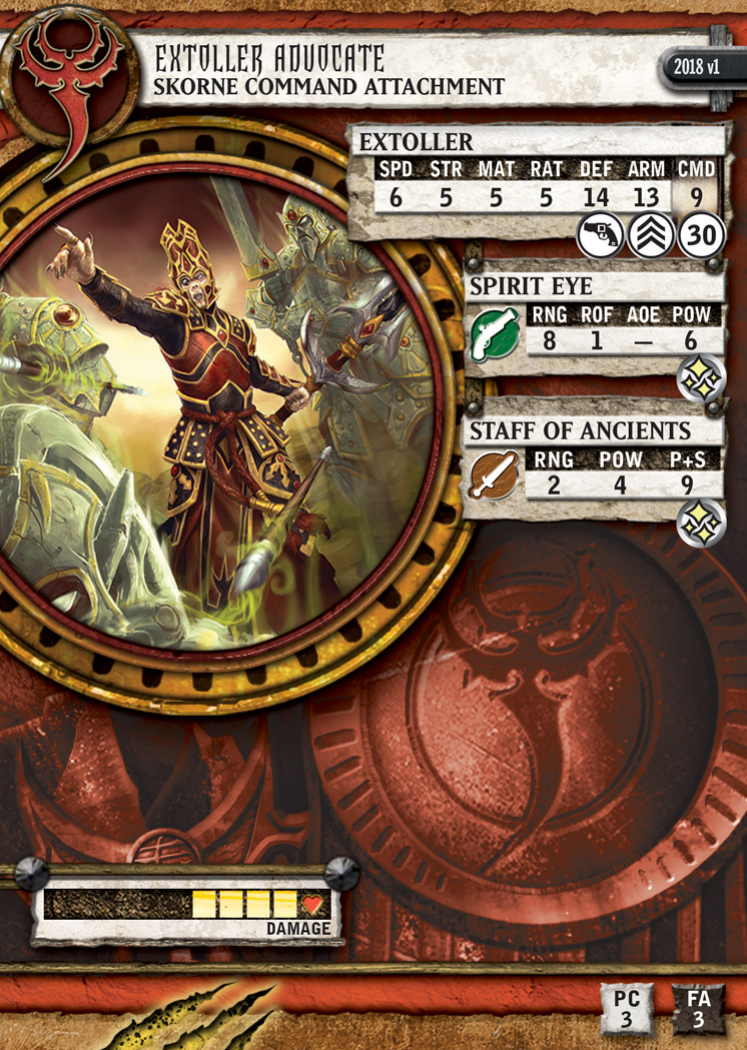 EXTOLLER ADVOCATE
SKORNE COMMAND ATTACHMENT
2018 v1
EXTOLLER
SPD STR MAT RAT DEF ARM CMD
6 5 5 5 14 13 9
30
SPIRIT EYE
RNG ROF AOE POW
8 1 — 6
STAFF OF ANCIENTS
RNG POW P+S
2 4 9
DAMAGE
PC
3
FA
3